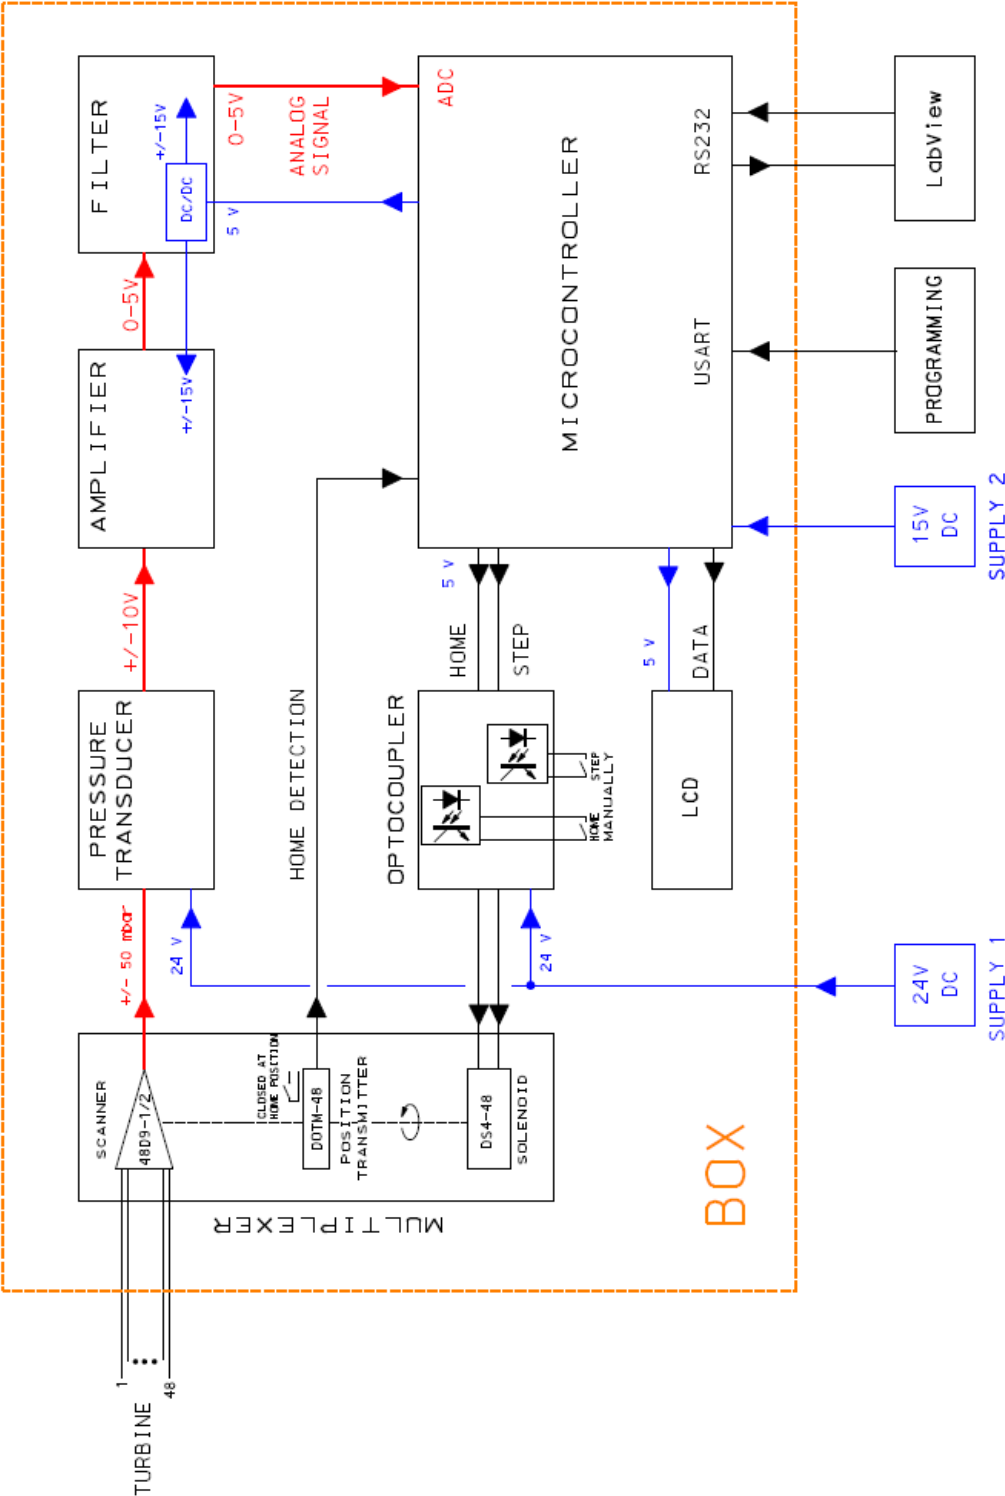 TURBINE
1
48
MULTIPLEXER
SCANNER
48D9-1/2
CLOSED AT
HOME POSITION
DOTM-48
POSITION
TRANSMITTER
DS4-48
SOLENOID
+/- 50 mbar
24 V
PRESSURE
TRANSDUCER
+/-10V
AMPLIFIER
+/-15V
0-5V
FILTER
+/-15V
DC/DC
5 V
0-5V
ANALOG
SIGNAL
HOME DETECTION
24 V
OPTOCOUPLER
HOME
MANUALLY
STEP
HOME
STEP
5 V
ADC
MICROCONTROLLER
USART
RS232
LCD
5 V
DATA
BOX
24V
DC
SUPPLY 1
15V
DC
SUPPLY 2
PROGRAMMING
LabView